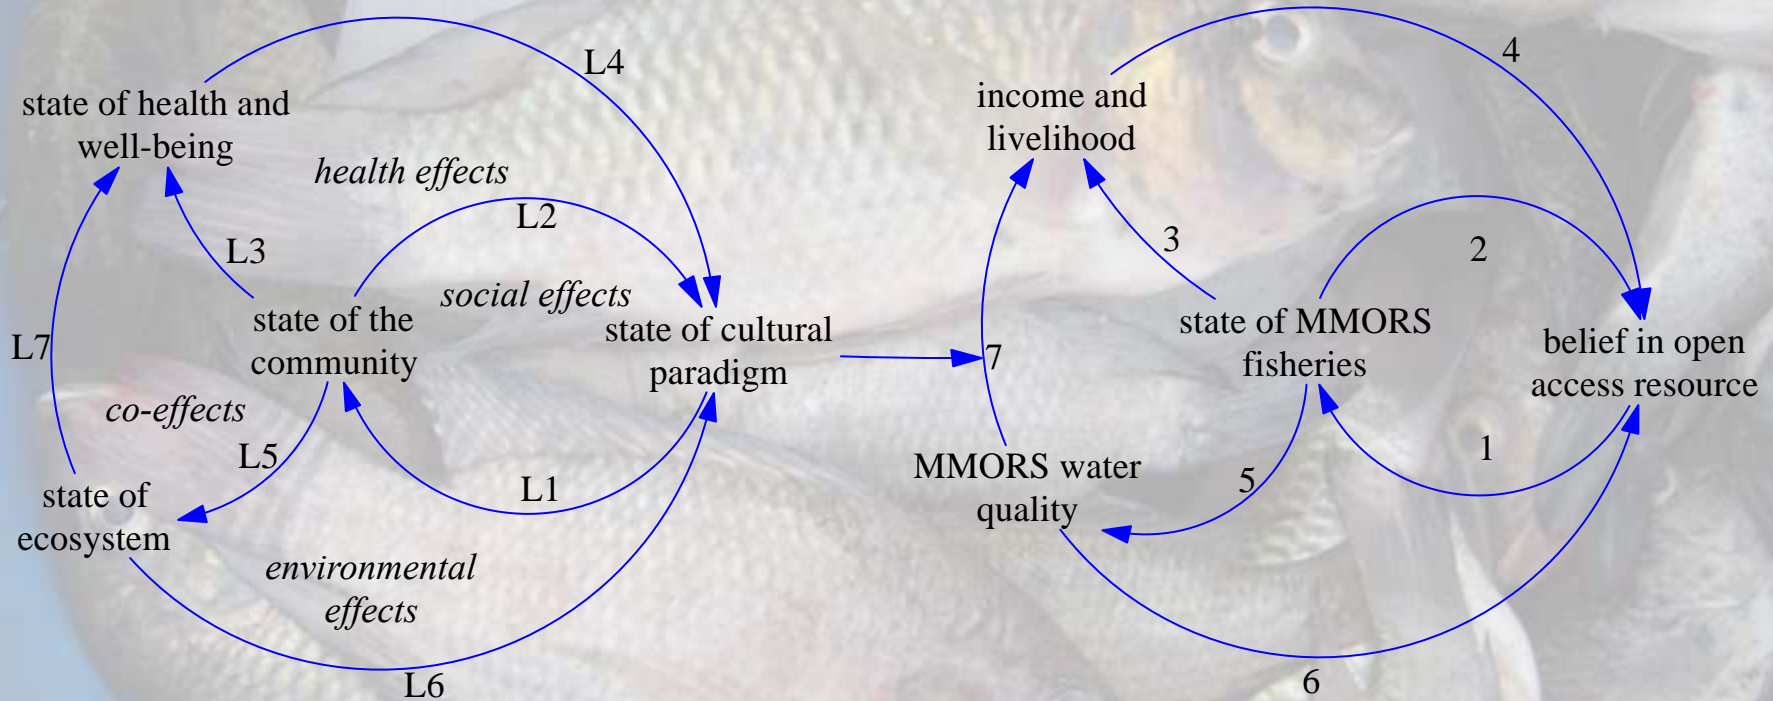 L4
state of health and
well-being
health effects
L2
L3
social effects
state of the
community
state of cultural
paradigm
L7
co-effects
L5
L1
state of
ecosystem
environmental
effects
L6
4
income and
livelihood
3
2
state of MMORS
fisheries
belief in open
access resource
7
MMORS water
quality
5
1
6